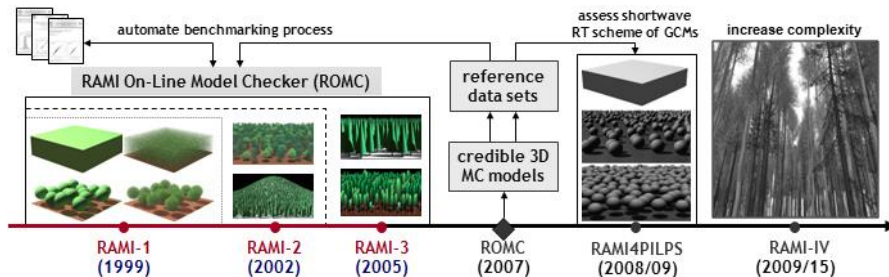 automate benchmarking process
assess shortwave
RT scheme of GCMs
increase complexity
RAMI On-Line Model Checker (ROMC)
reference
data sets
credible 3D
MC models
RAMI-1
(1999)
RAMI-2
(2002)
RAMI-3
(2005)
ROMC
(2007)
RAMI4PILPS
(2008/09)
RAMI-IV
(2009/15)